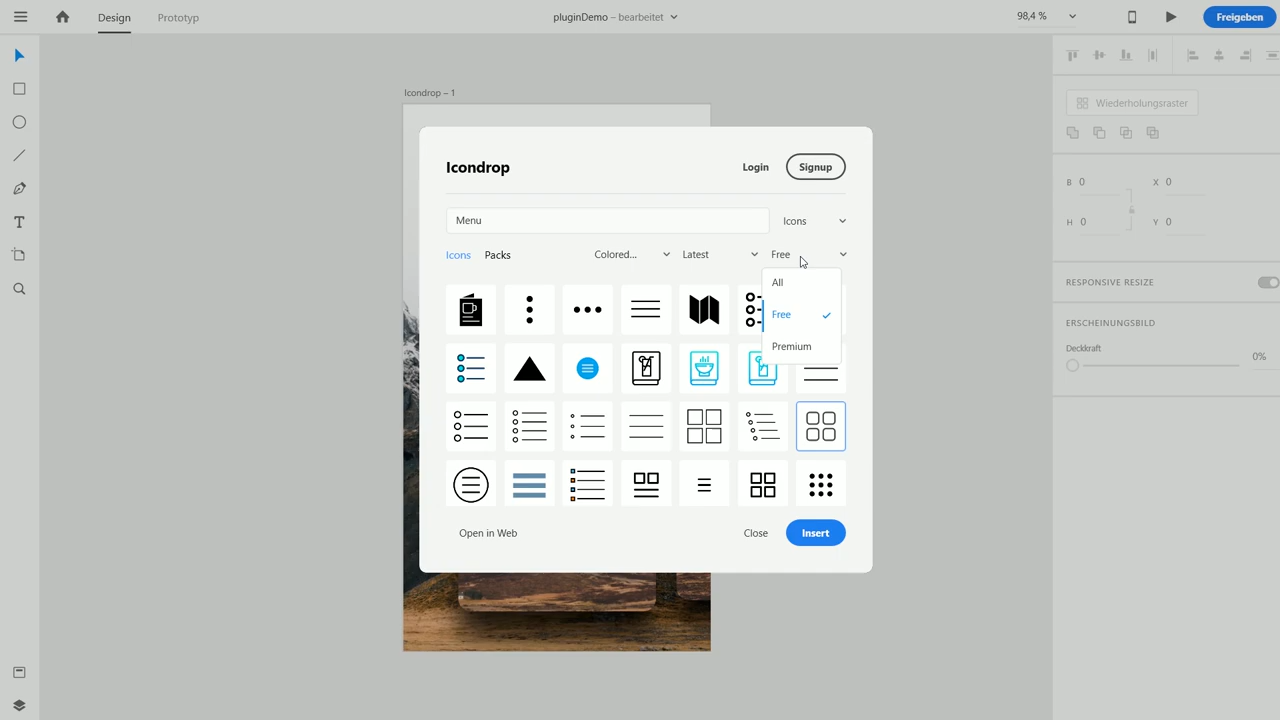 Design
Prototyp
pluginDemo – bearbeitet
98,4 %
Freigeben
Icondrop – 1
Wiederholungsraster
B 0
X 0
H 0
Y 0
RESPONSIVE RESIZE
ERSCHEINUNGSBILD
Deckkraft
0%
Icondrop
Login
Signup
Menu
Icons
Icons
Packs
Colored...
Latest
Free
All
Free
Premium
Open in Web
Close
Insert